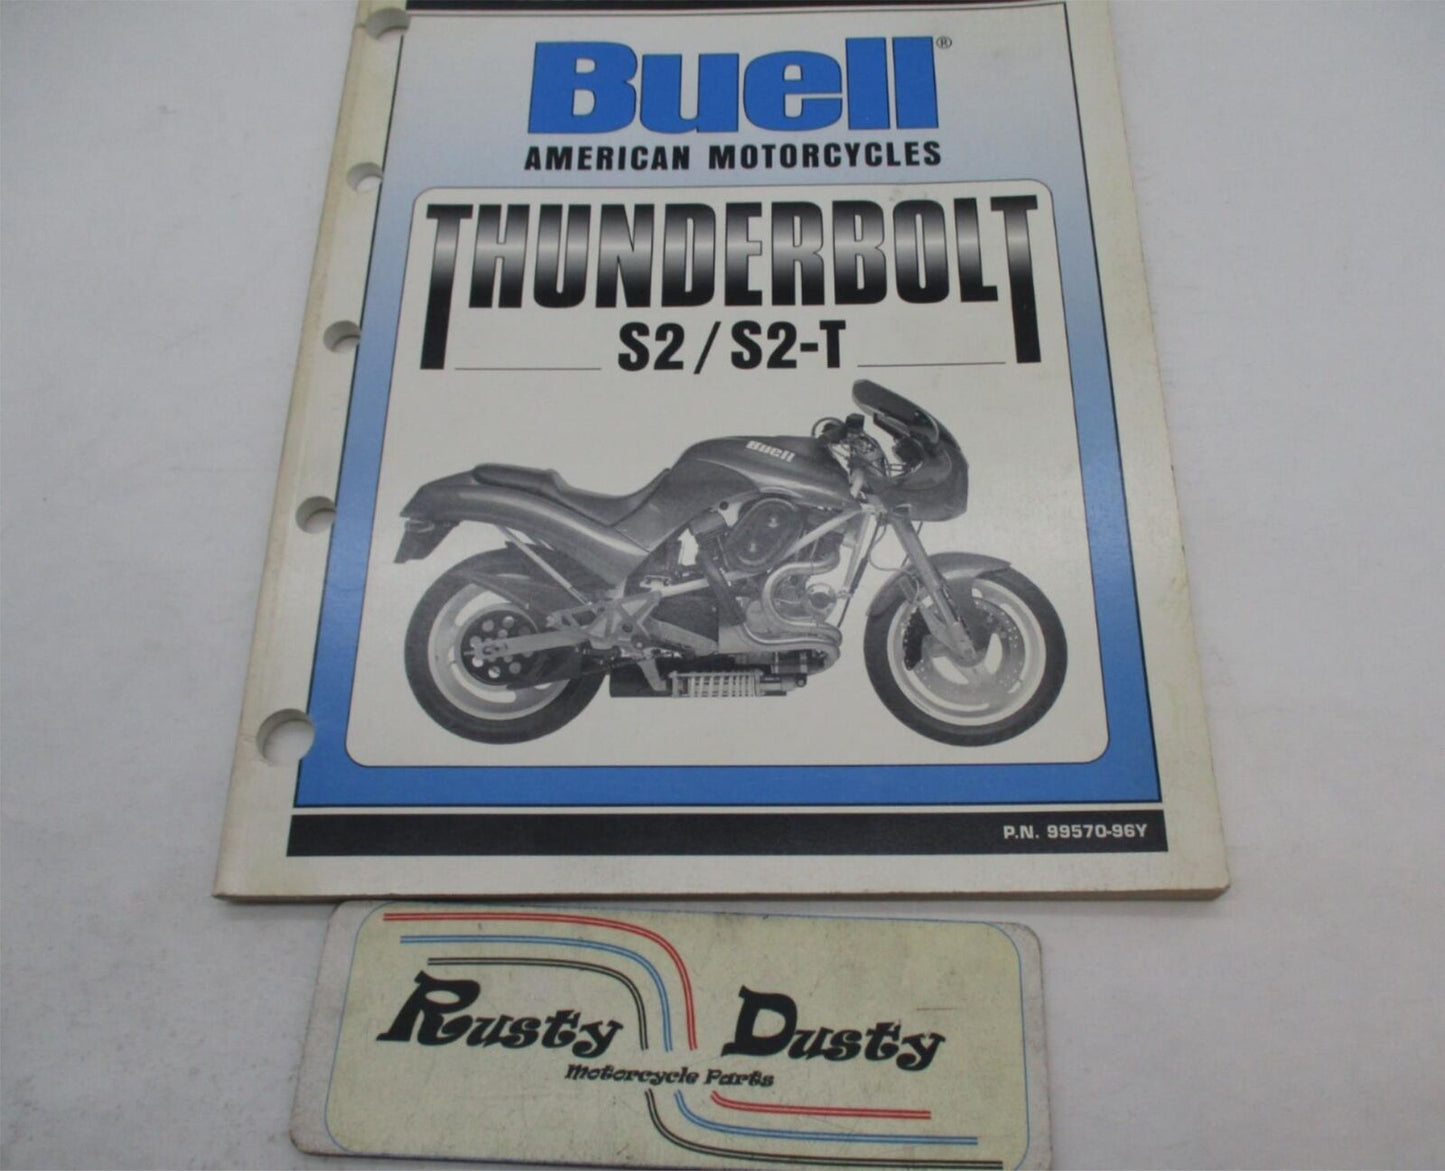 Buell®
AMERICAN MOTORCYCLES
THUNDERBOLT
S2 / S2-T
Buell
P.N. 99570-96Y
Rusty Dusty
Motorcycle Parts